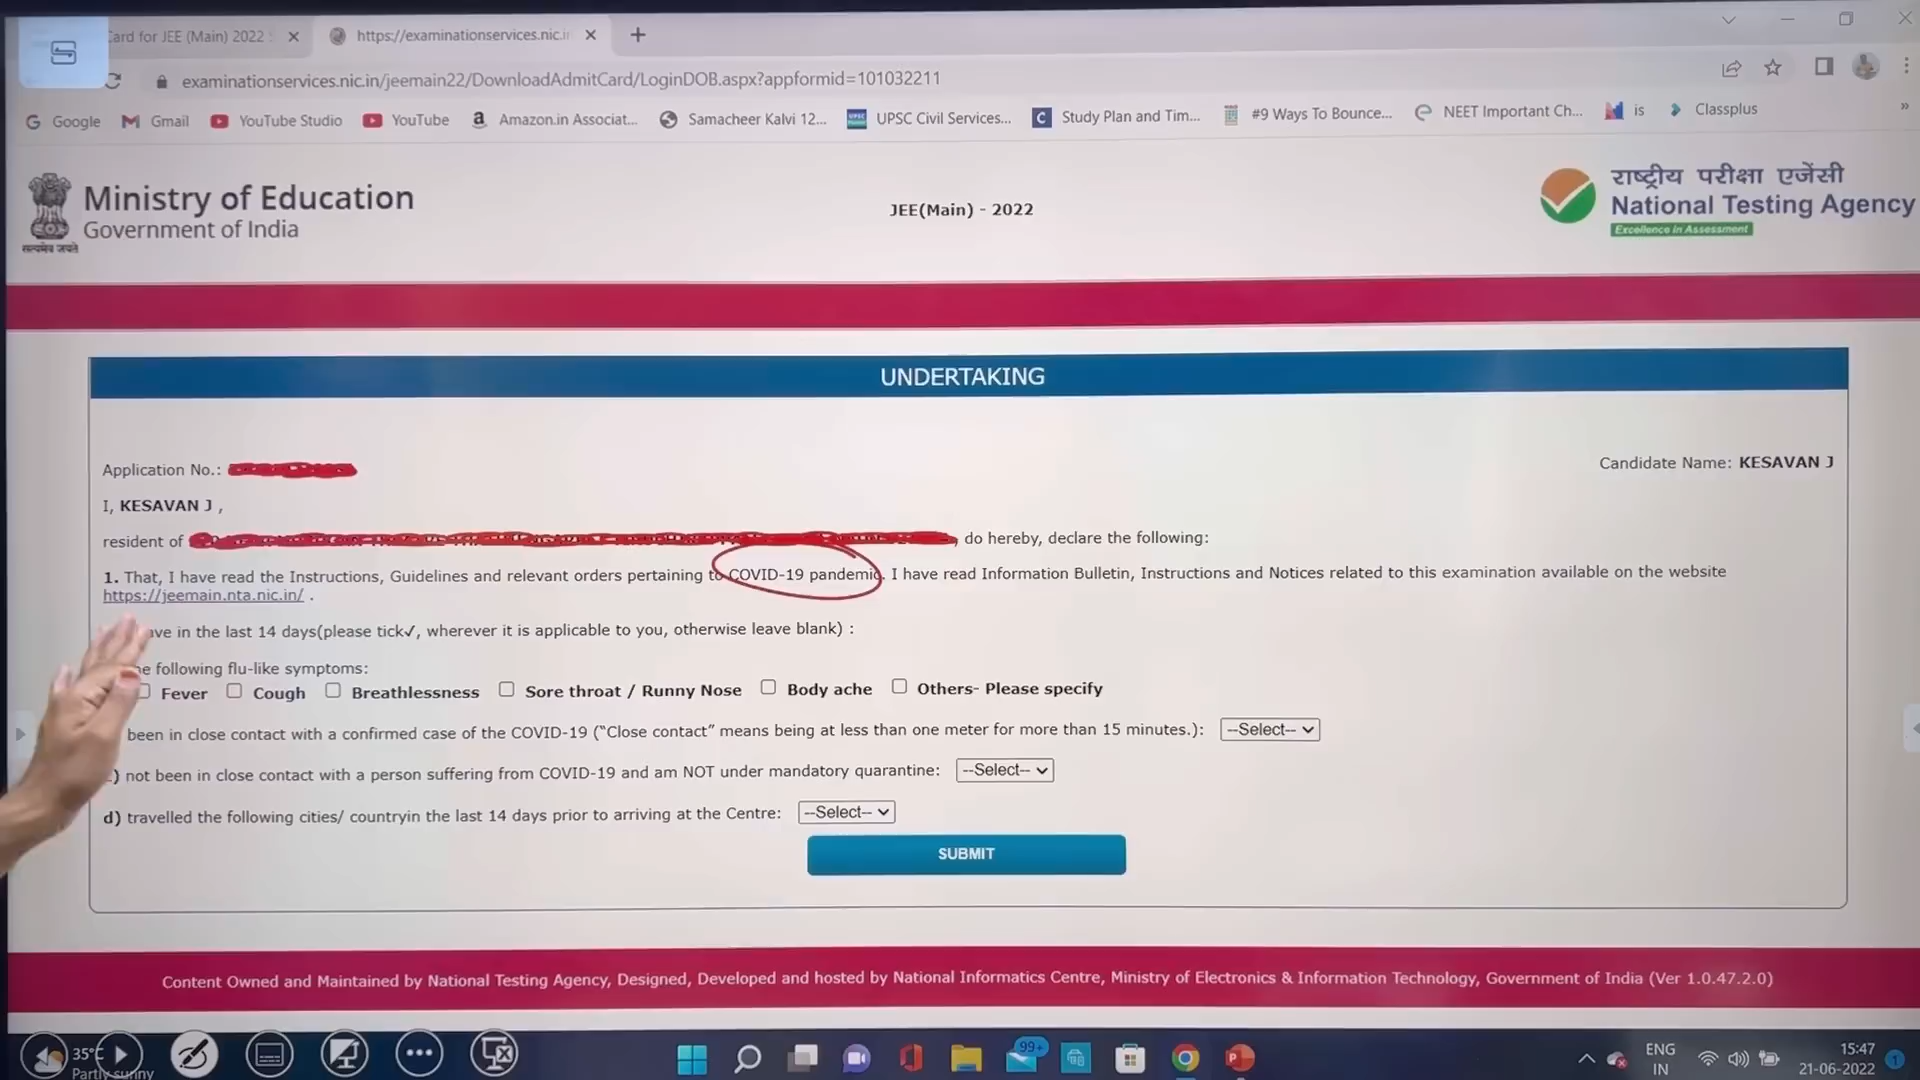 ard for JEE (Main) 2022
https://examinationservices.nic.i
examinationservices.nic.in/jeemain22/DownloadAdmitCard/LoginDOB.aspx?appformid=101032211
Google Gmail YouTube Studio YouTube Amazon.in Associat... Samacheer Kalvi 12... UPSC Civil Services... Study Plan and Tim... #9 Ways To Bounce... NEET Important Ch... is Classplus
Ministry of Education
Government of India
सत्यमेव जयते
JEE(Main) - 2022
राष्ट्रीय परीक्षा एजेंसी
National Testing Agency
Excellence in Assessment
UNDERTAKING
Application No.:
Candidate Name: KESAVAN J
I, KESAVAN J ,
resident of , do hereby, declare the following:
1. That, I have read the Instructions, Guidelines and relevant orders pertaining to COVID-19 pandemic. I have read Information Bulletin, Instructions and Notices related to this examination available on the website
https://jeemain.nta.nic.in/ .
ave in the last 14 days(please tick✓, wherever it is applicable to you, otherwise leave blank) :
e following flu-like symptoms:
Fever Cough Breathlessness Sore throat / Runny Nose Body ache Others- Please specify
been in close contact with a confirmed case of the COVID-19 (“Close contact” means being at less than one meter for more than 15 minutes.): --Select--
) not been in close contact with a person suffering from COVID-19 and am NOT under mandatory quarantine: --Select--
d) travelled the following cities/ countryin the last 14 days prior to arriving at the Centre: --Select--
SUBMIT
Content Owned and Maintained by National Testing Agency, Designed, Developed and hosted by National Informatics Centre, Ministry of Electronics & Information Technology, Government of India (Ver 1.0.47.2.0)
35°C
Partly sunny
99+
ENG
IN
15:47
21-06-2022
1